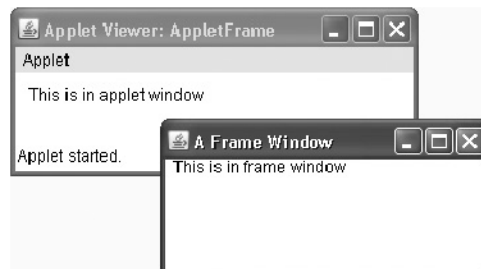 Applet Viewer: AppletFrame
Applet
This is in applet window
Applet started.
A Frame Window
This is in frame window